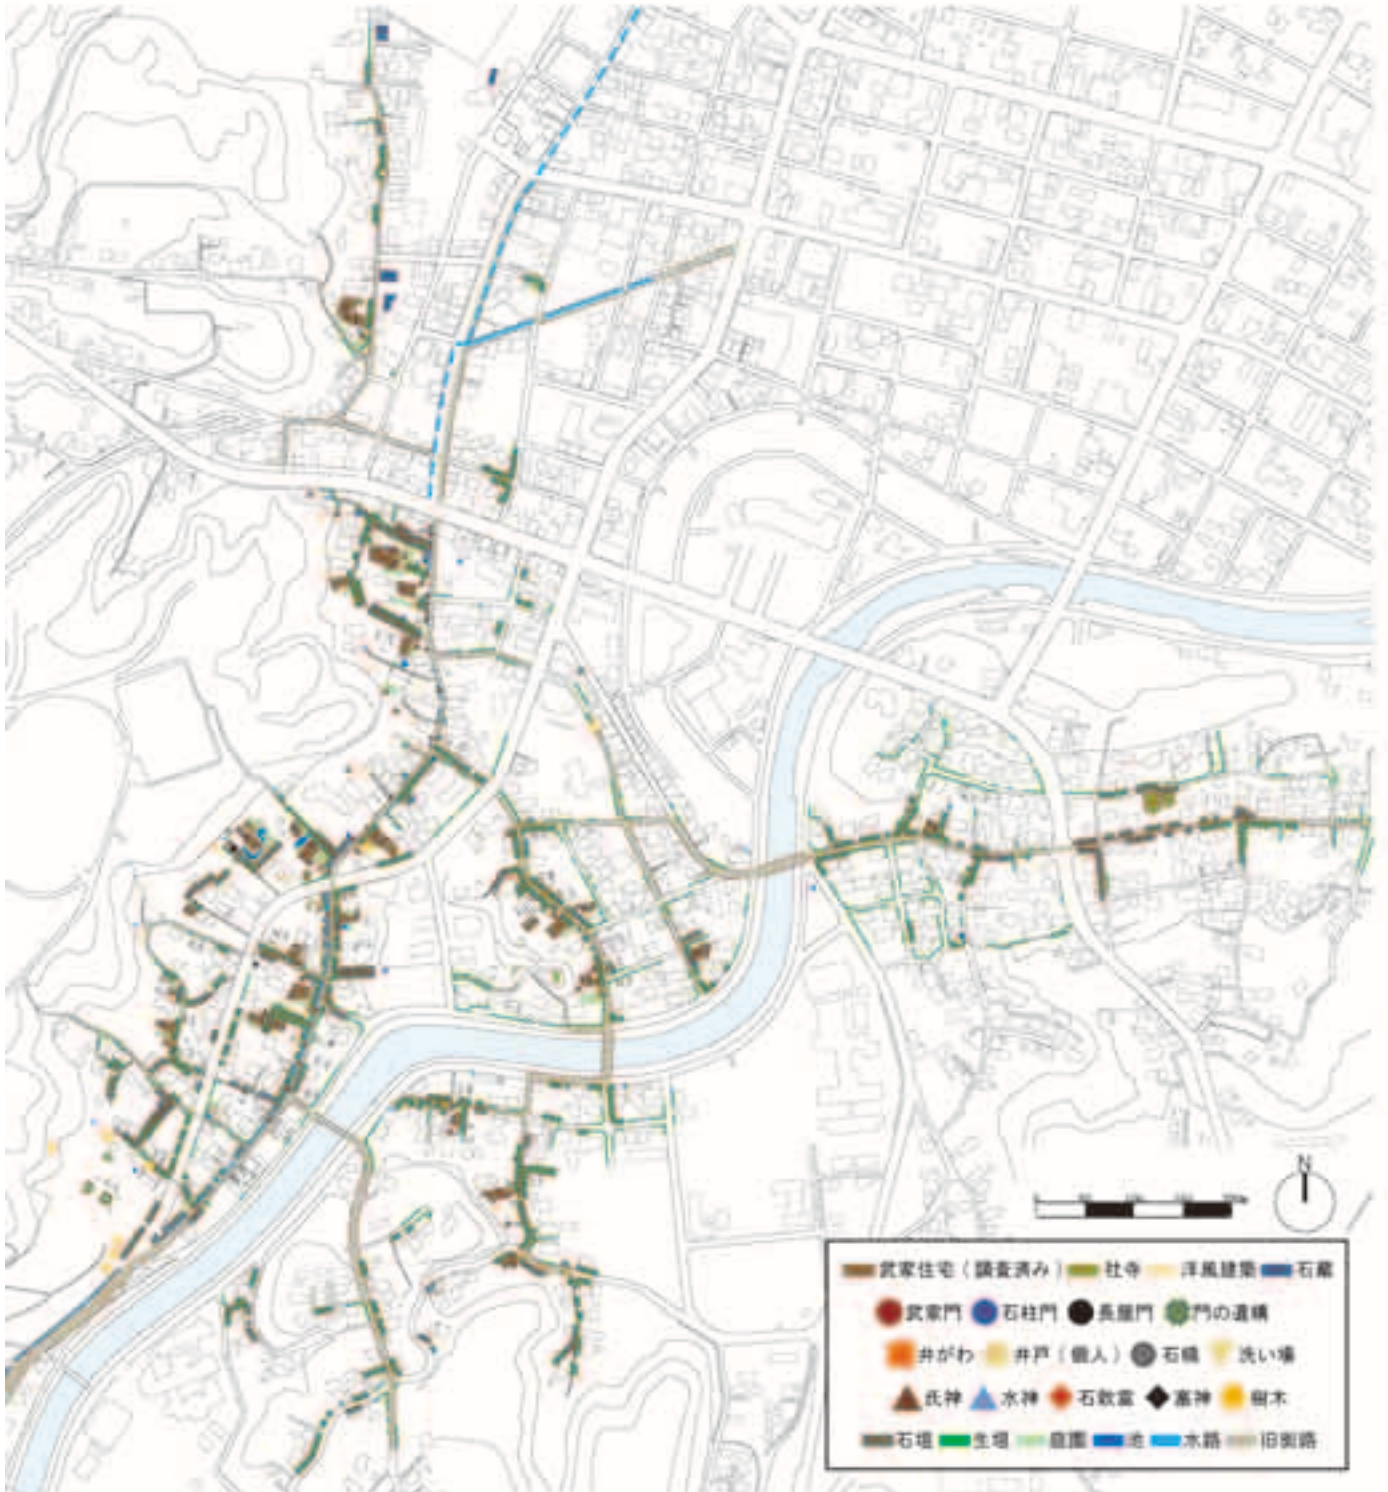 N
武家住宅（調査済み） 社寺 洋風建築 石蔵
武家門 石柱門 長屋門 門の遺構
井がわ 井戸（個人） 石橋 洗い場
氏神 水神 石敢當 塞神 樹木
石垣 生垣 庭園 池 水路 旧街路